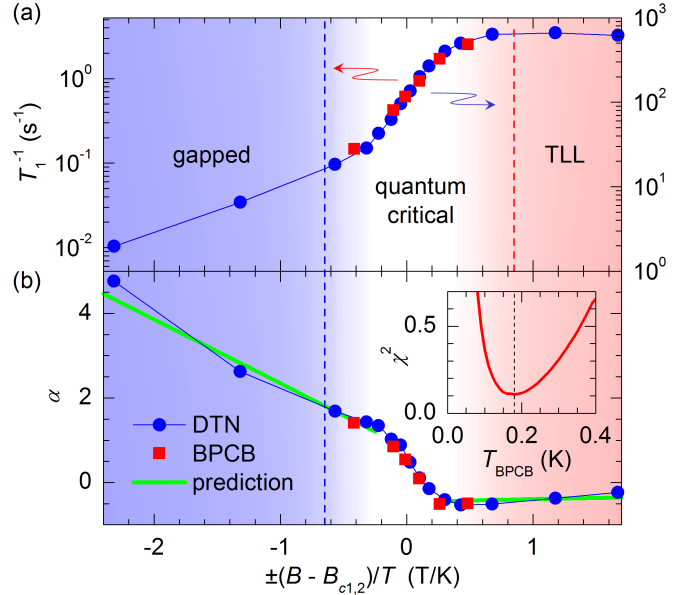 (a)
10³
10²
10¹
10⁰
10⁰
10⁻¹
10⁻²
T₁⁻¹ (s⁻¹)
gapped
quantum
critical
TLL
(b)
4
2
0
α
DTN
BPCB
prediction
0.5
0.0
χ²
0.0
0.2
0.4
T_BPCB (K)
-2
-1
0
1
±(B - B_c1,2)/T (T/K)